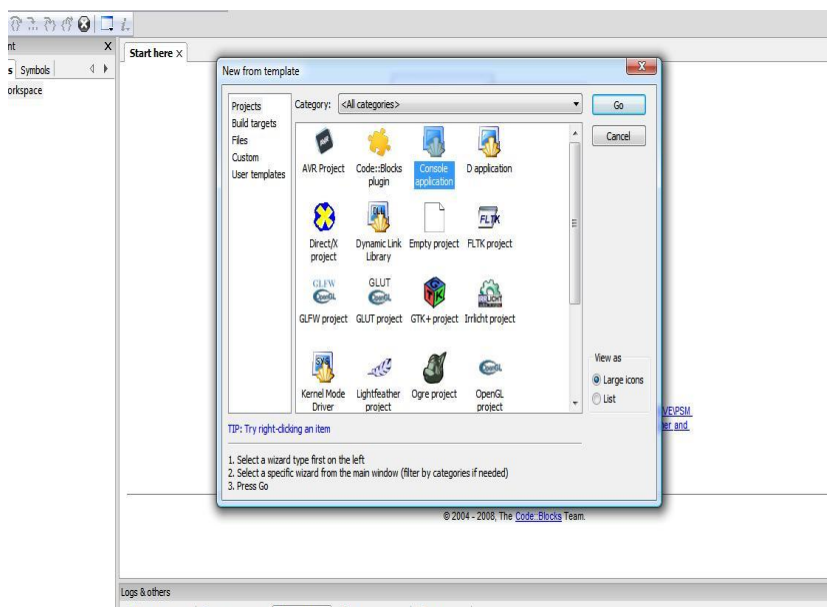 nt X
s Symbols
orkspace
Start here X
New from template
Projects
Build targets
Files
Custom
User templates
Category: <All categories>
Go
Cancel
AVR Project
Code::Blocks plugin
Console application
D application
Direct/X project
Dynamic Link Library
Empty project
FLTK project
GLFW project
GLUT project
GTK+ project
Irrlicht project
Kernel Mode Driver
Lightfeather project
Ogre project
OpenGL project
View as
Large icons
List
TIP: Try right-clicking an item
1. Select a wizard type first on the left
2. Select a specific wizard from the main window (filter by categories if needed)
3. Press Go
VE\PSM
er and
© 2004 - 2008, The Code::Blocks Team.
Logs & others